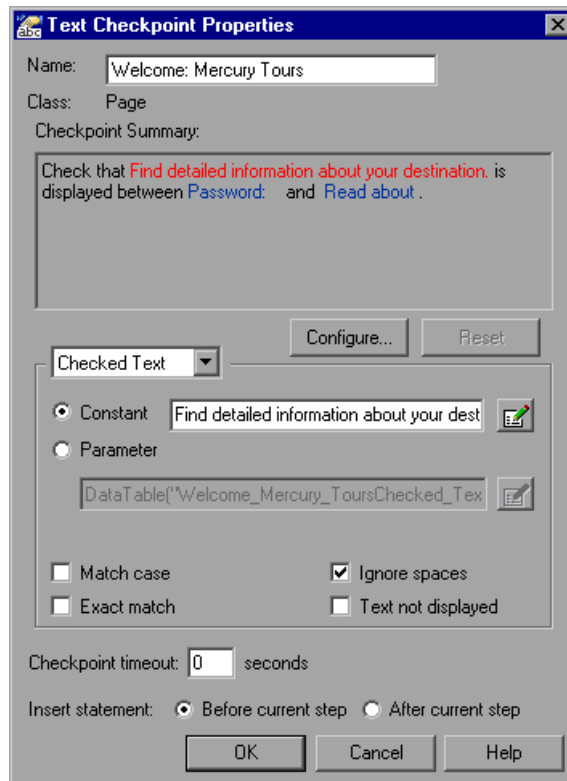 abc
Text Checkpoint Properties
Name: Welcome: Mercury Tours
Class: Page
Checkpoint Summary:
Check that Find detailed information about your destination. is
displayed between Password: and Read about .
Configure... Reset
Checked Text
Constant Find detailed information about your dest
Parameter
DataTable("Welcome_Mercury_ToursChecked_Tex
Match case Ignore spaces
Exact match Text not displayed
Checkpoint timeout: 0 seconds
Insert statement: Before current step After current step
OK Cancel Help